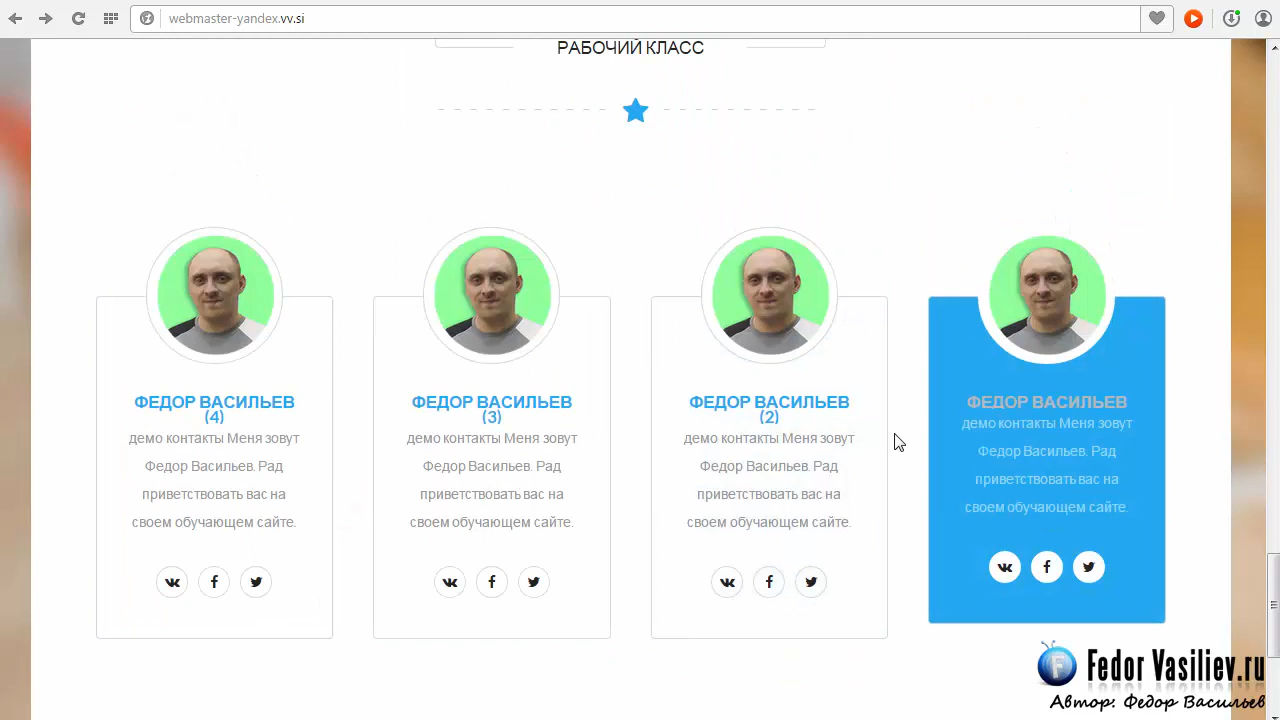 webmaster-yandex.vv.si
РАБОЧИЙ КЛАСС
ФЕДОР ВАСИЛЬЕВ
(4)
демо контакты Меня зовут
Федор Васильев. Рад
приветствовать вас на
своем обучающем сайте.
ФЕДОР ВАСИЛЬЕВ
(3)
демо контакты Меня зовут
Федор Васильев. Рад
приветствовать вас на
своем обучающем сайте.
ФЕДОР ВАСИЛЬЕВ
(2)
демо контакты Меня зовут
Федор Васильев. Рад
приветствовать вас на
своем обучающем сайте.
ФЕДОР ВАСИЛЬЕВ
демо контакты Меня зовут
Федор Васильев. Рад
приветствовать вас на
своем обучающем сайте.
Fedor Vasiliev.ru
Автор: Федор Васильев